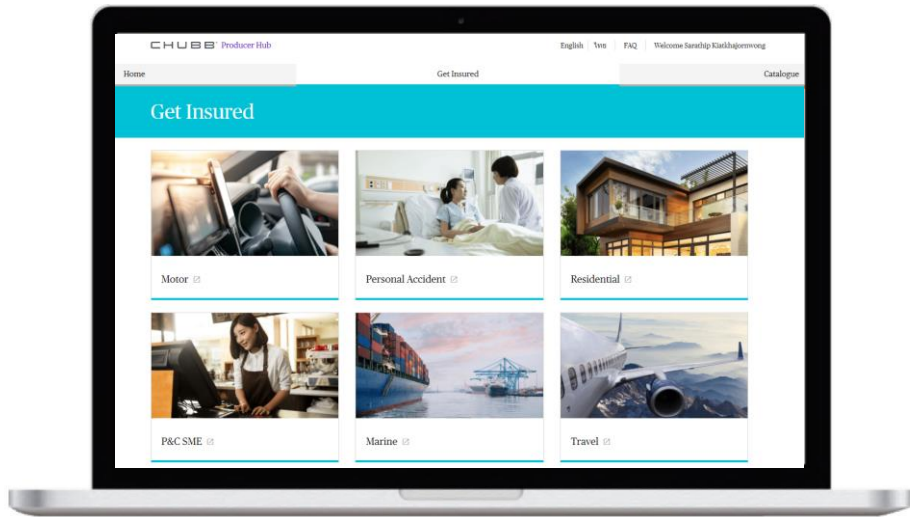 CHUBB® Producer Hub
English ไทย FAQ Welcome Sarathip Kiatkhajornwong
Home Get Insured Catalogue
Get Insured
Motor Personal Accident Residential
P&C SME Marine Travel